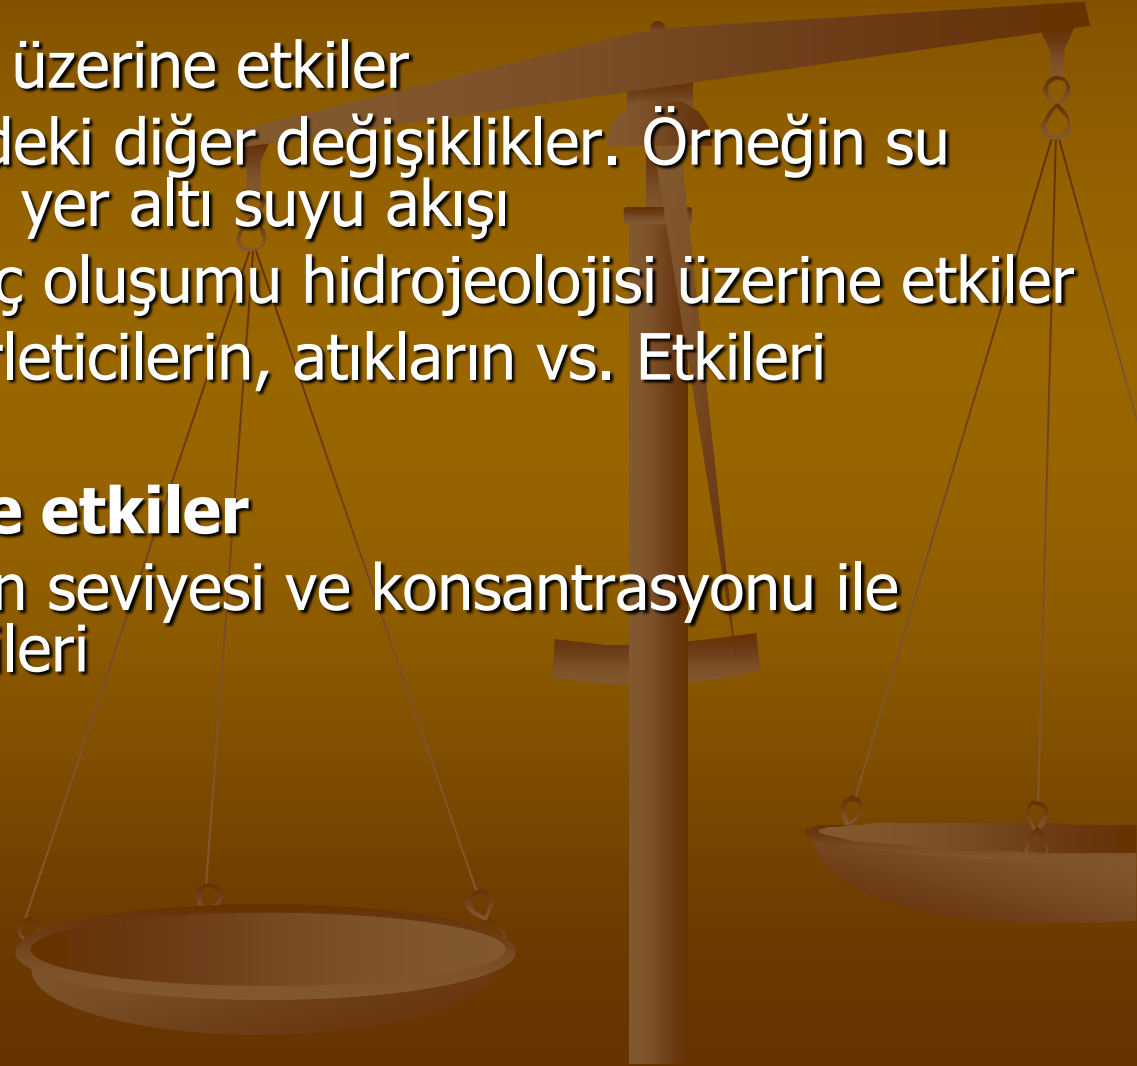 üzerine etkiler
deki diğer değişiklikler. Örneğin su
yer altı suyu akışı
ç oluşumu hidrojeolojisi üzerine etkiler
leticilerin, atıkların vs. Etkileri
e etkiler
n seviyesi ve konsantrasyonu ile
ileri